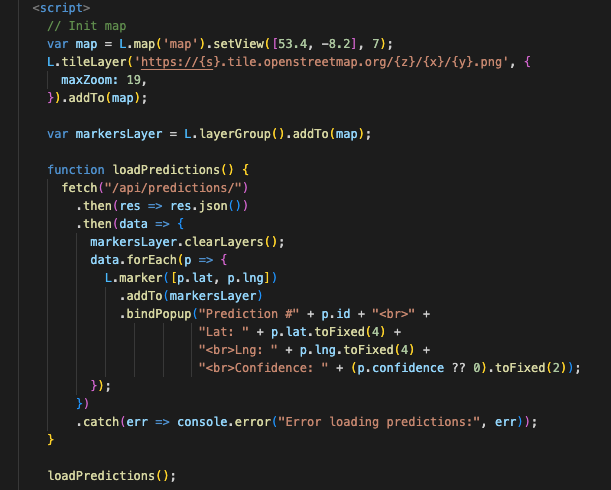 <script>
// Init map
var map = L.map('map').setView([53.4, -8.2], 7);
L.tileLayer('https://{s}.tile.openstreetmap.org/{z}/{x}/{y}.png', {
maxZoom: 19,
}).addTo(map);
var markersLayer = L.layerGroup().addTo(map);
function loadPredictions() {
fetch("/api/predictions/")
.then(res => res.json())
.then(data => {
markersLayer.clearLayers();
data.forEach(p => {
L.marker([p.lat, p.lng])
.addTo(markersLayer)
.bindPopup("Prediction #" + p.id + "<br>" +
"Lat: " + p.lat.toFixed(4) +
"<br>Lng: " + p.lng.toFixed(4) +
"<br>Confidence: " + (p.confidence ?? 0).toFixed(2));
});
})
.catch(err => console.error("Error loading predictions:", err));
}
loadPredictions();